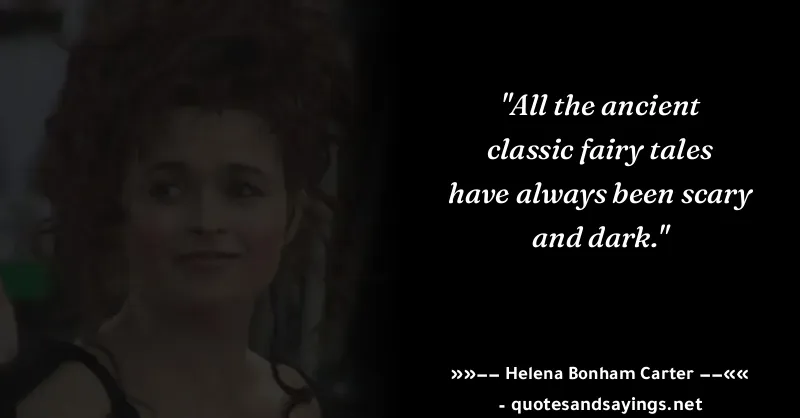 "All the ancient
classic fairy tales
have always been scary
and dark."
»»−− Helena Bonham Carter −−««
- quotesandsayings.net